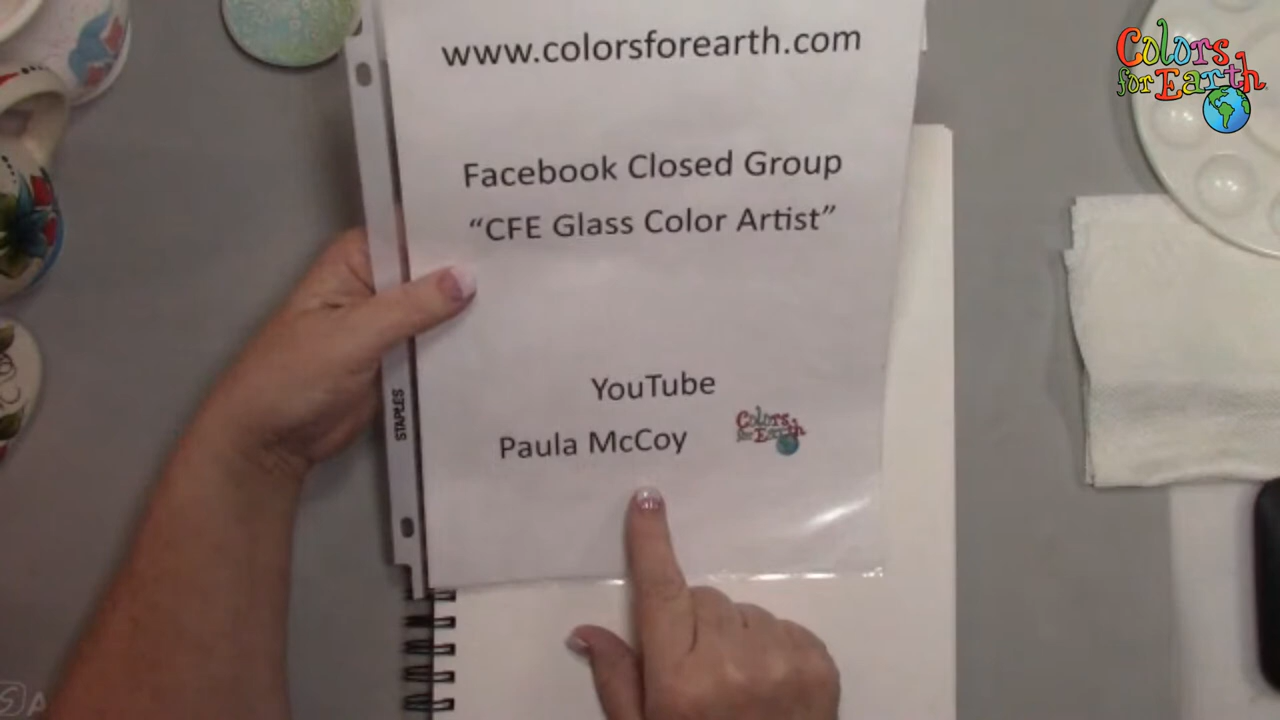 www.colorsforearth.com
Colors
for Earth
Facebook Closed Group
“CFE Glass Color Artist”
YouTube
Paula McCoy
Colors
for Earth
STAPLES